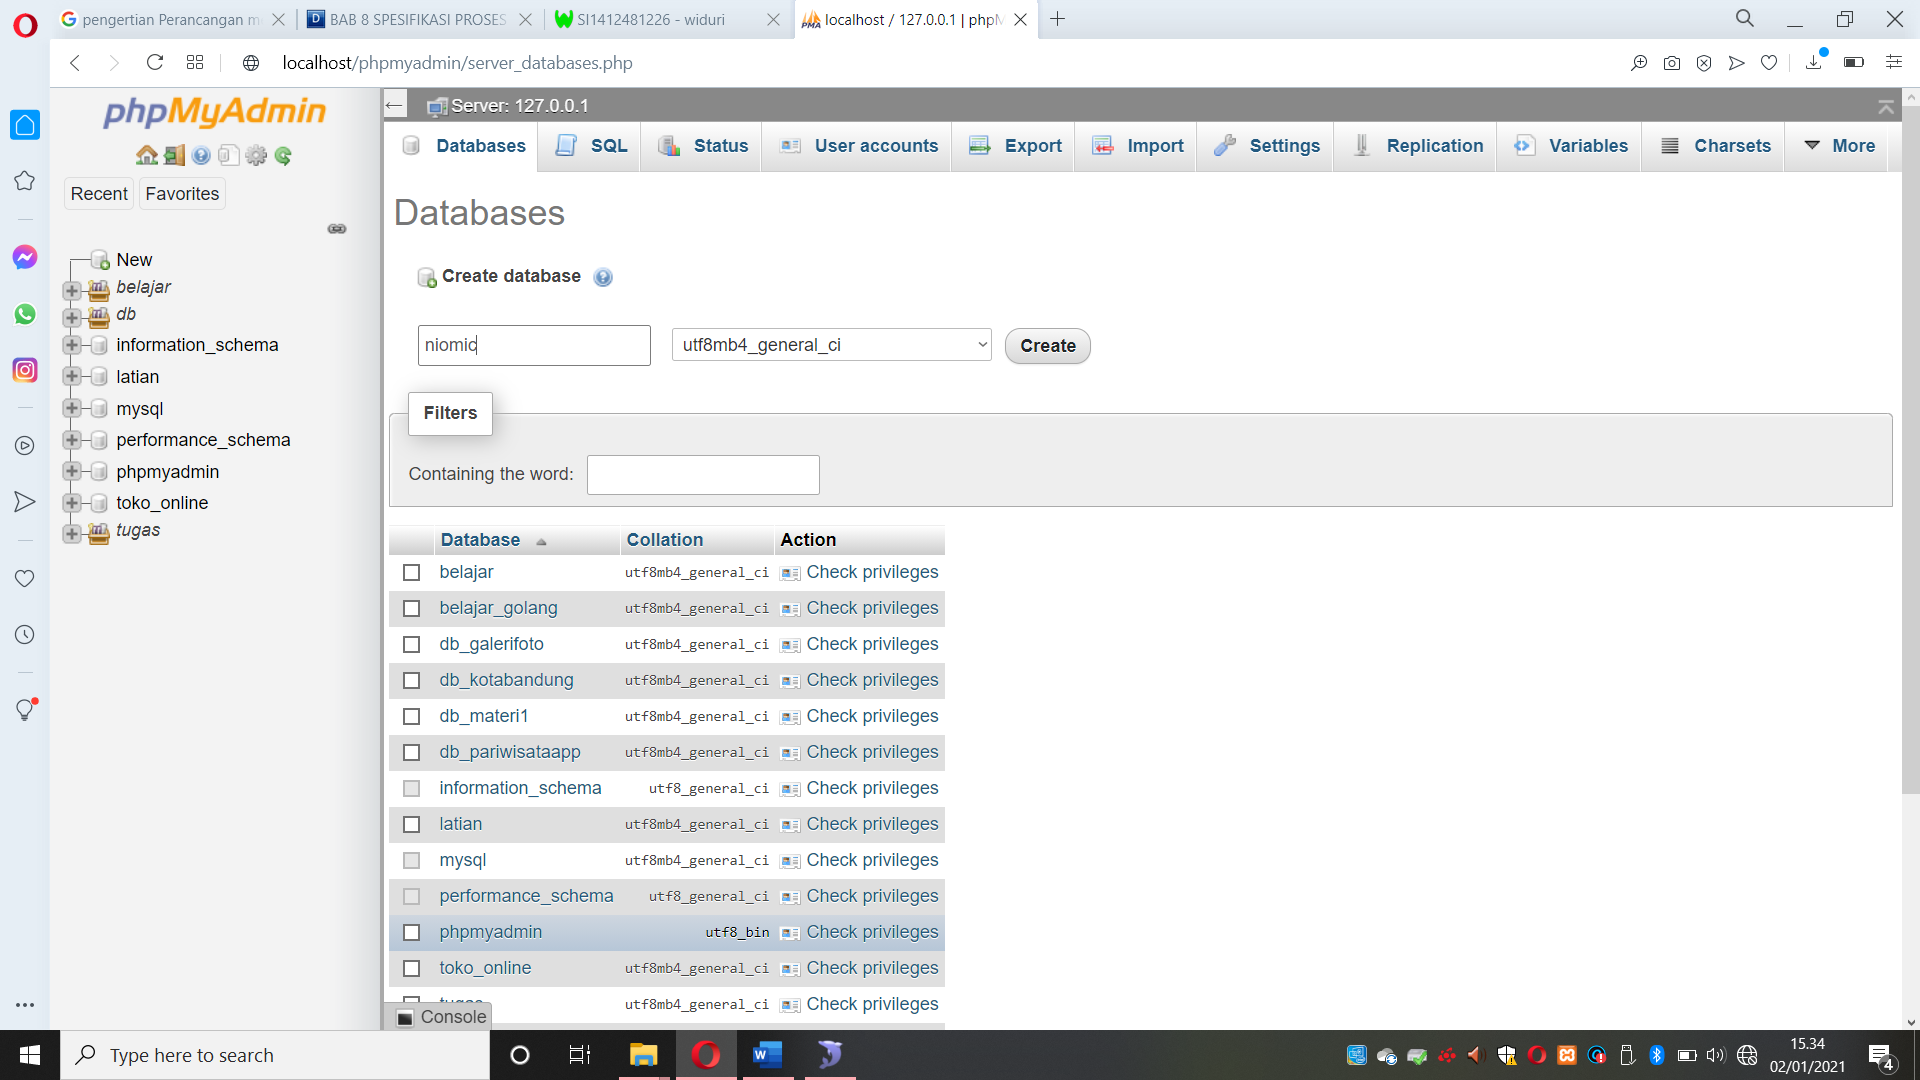 pengertian Perancangan m
BAB 8 SPESIFIKASI PROSES
SI1412481226 - widuri
localhost / 127.0.0.1 | phpM
localhost/phpmyadmin/server_databases.php
phpMyAdmin
Recent
Favorites
New
belajar
db
information_schema
latian
mysql
performance_schema
phpmyadmin
toko_online
tugas
Server: 127.0.0.1
Databases
SQL
Status
User accounts
Export
Import
Settings
Replication
Variables
Charsets
More
Databases
Create database
niomic
utf8mb4_general_ci
Create
Filters
Containing the word:
Database Collation Action
belajar utf8mb4_general_ci Check privileges
belajar_golang utf8mb4_general_ci Check privileges
db_galerifoto utf8mb4_general_ci Check privileges
db_kotabandung utf8mb4_general_ci Check privileges
db_materi1 utf8mb4_general_ci Check privileges
db_pariwisataapp utf8mb4_general_ci Check privileges
information_schema utf8_general_ci Check privileges
latian utf8mb4_general_ci Check privileges
mysql utf8mb4_general_ci Check privileges
performance_schema utf8_general_ci Check privileges
phpmyadmin utf8_bin Check privileges
toko_online utf8mb4_general_ci Check privileges
tugas utf8mb4_general_ci Check privileges
Console
Type here to search
15.34
02/01/2021
4